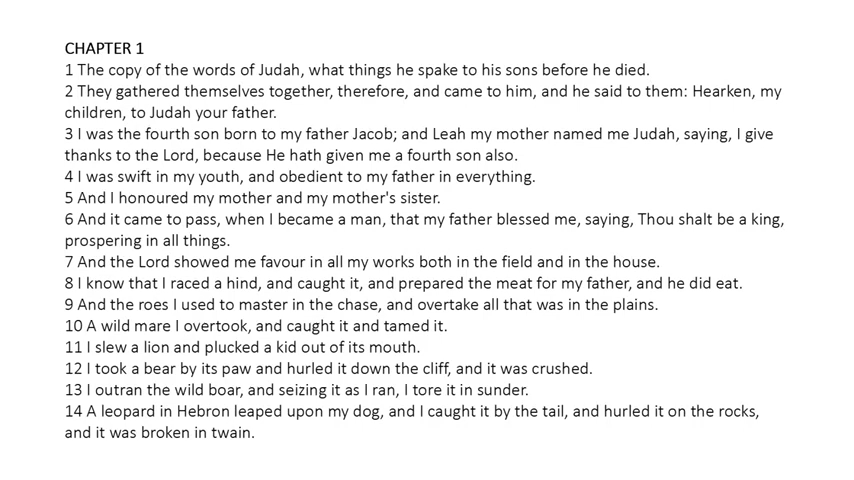 CHAPTER 1
1 The copy of the words of Judah, what things he spake to his sons before he died.
2 They gathered themselves together, therefore, and came to him, and he said to them: Hearken, my
children, to Judah your father.
3 I was the fourth son born to my father Jacob; and Leah my mother named me Judah, saying, I give
thanks to the Lord, because He hath given me a fourth son also.
4 I was swift in my youth, and obedient to my father in everything.
5 And I honoured my mother and my mother's sister.
6 And it came to pass, when I became a man, that my father blessed me, saying, Thou shalt be a king,
prospering in all things.
7 And the Lord showed me favour in all my works both in the field and in the house.
8 I know that I raced a hind, and caught it, and prepared the meat for my father, and he did eat.
9 And the roes I used to master in the chase, and overtake all that was in the plains.
10 A wild mare I overtook, and caught it and tamed it.
11 I slew a lion and plucked a kid out of its mouth.
12 I took a bear by its paw and hurled it down the cliff, and it was crushed.
13 I outran the wild boar, and seizing it as I ran, I tore it in sunder.
14 A leopard in Hebron leaped upon my dog, and I caught it by the tail, and hurled it on the rocks,
and it was broken in twain.